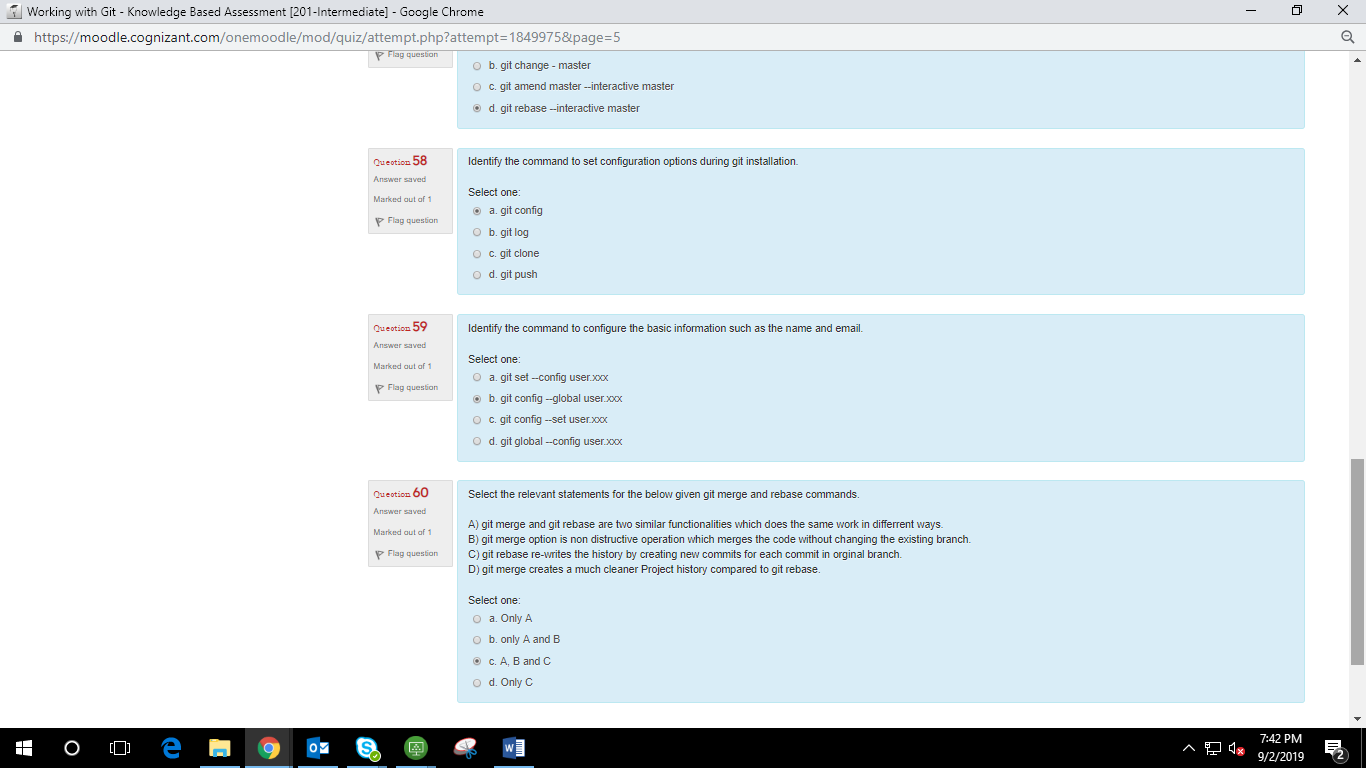 Working with Git - Knowledge Based Assessment [201-Intermediate] - Google Chrome
https://moodle.cognizant.com/onemoodle/mod/quiz/attempt.php?attempt=18499758&page=5
Flag question
b. git change - master
c. git amend master --interactive master
d. git rebase --interactive master
Question 58
Answer saved
Marked out of 1
Flag question
Identify the command to set configuration options during git installation.
Select one:
a. git config
b. git log
c. git clone
d. git push
Question 59
Answer saved
Marked out of 1
Flag question
Identify the command to configure the basic information such as the name and email.
Select one:
a. git set --config user.xxx
b. git config --global user.xxx
c. git config --set user.xxx
d. git global --config user.xxx
Question 60
Answer saved
Marked out of 1
Flag question
Select the relevant statements for the below given git merge and rebase commands.
A) git merge and git rebase are two similar functionalities which does the same work in differrent ways.
B) git merge option is non distructive operation which merges the code without changing the existing branch.
C) git rebase re-writes the history by creating new commits for each commit in orginal branch.
D) git merge creates a much cleaner Project history compared to git rebase.
Select one:
a. Only A
b. only A and B
c. A, B and C
d. Only C
7:42 PM
9/2/2019
2